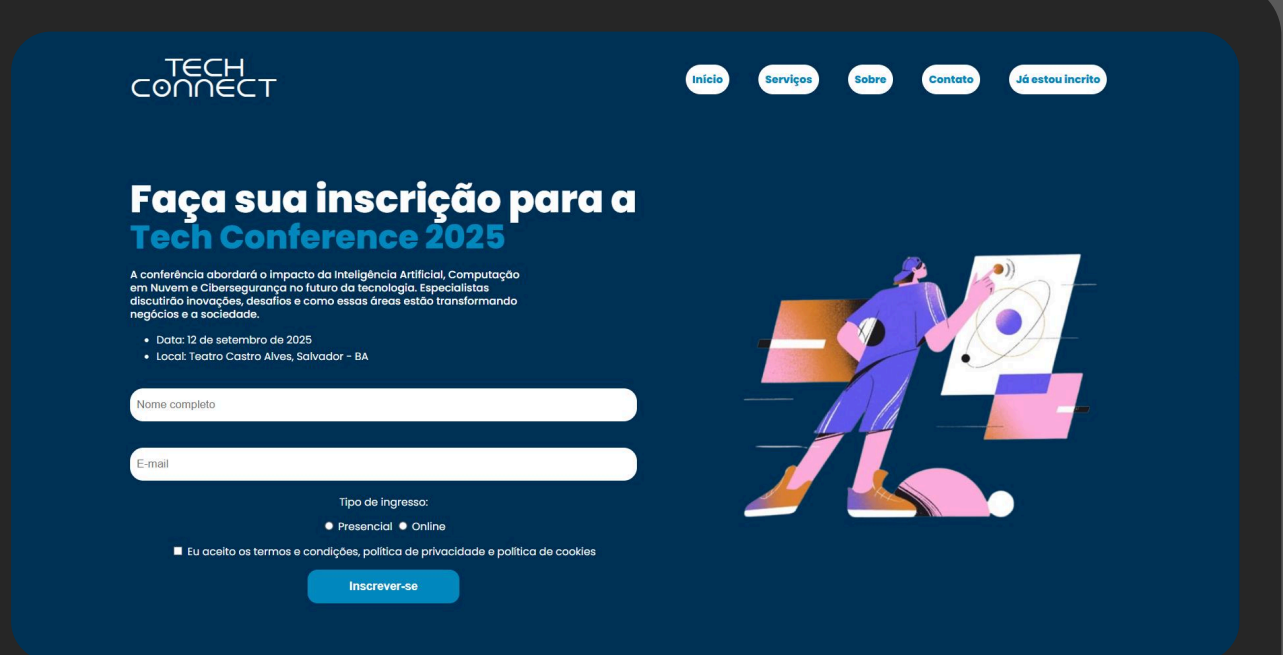 TECH
CONNECT
Início
Serviços
Sobre
Contato
Já estou incrito
Faça sua inscrição para a
Tech Conference 2025
A conferência abordará o impacto da Inteligência Artificial, Computação
em Nuvem e Cibersegurança no futuro da tecnologia. Especialistas
discutirão inovações, desafios e como essas áreas estão transformando
negócios e a sociedade.
Data: 12 de setembro de 2025
Local: Teatro Castro Alves, Salvador - BA
Nome completo
E-mail
Tipo de ingresso:
Presencial Online
Eu aceito os termos e condições, política de privacidade e política de cookies
Inscrever-se